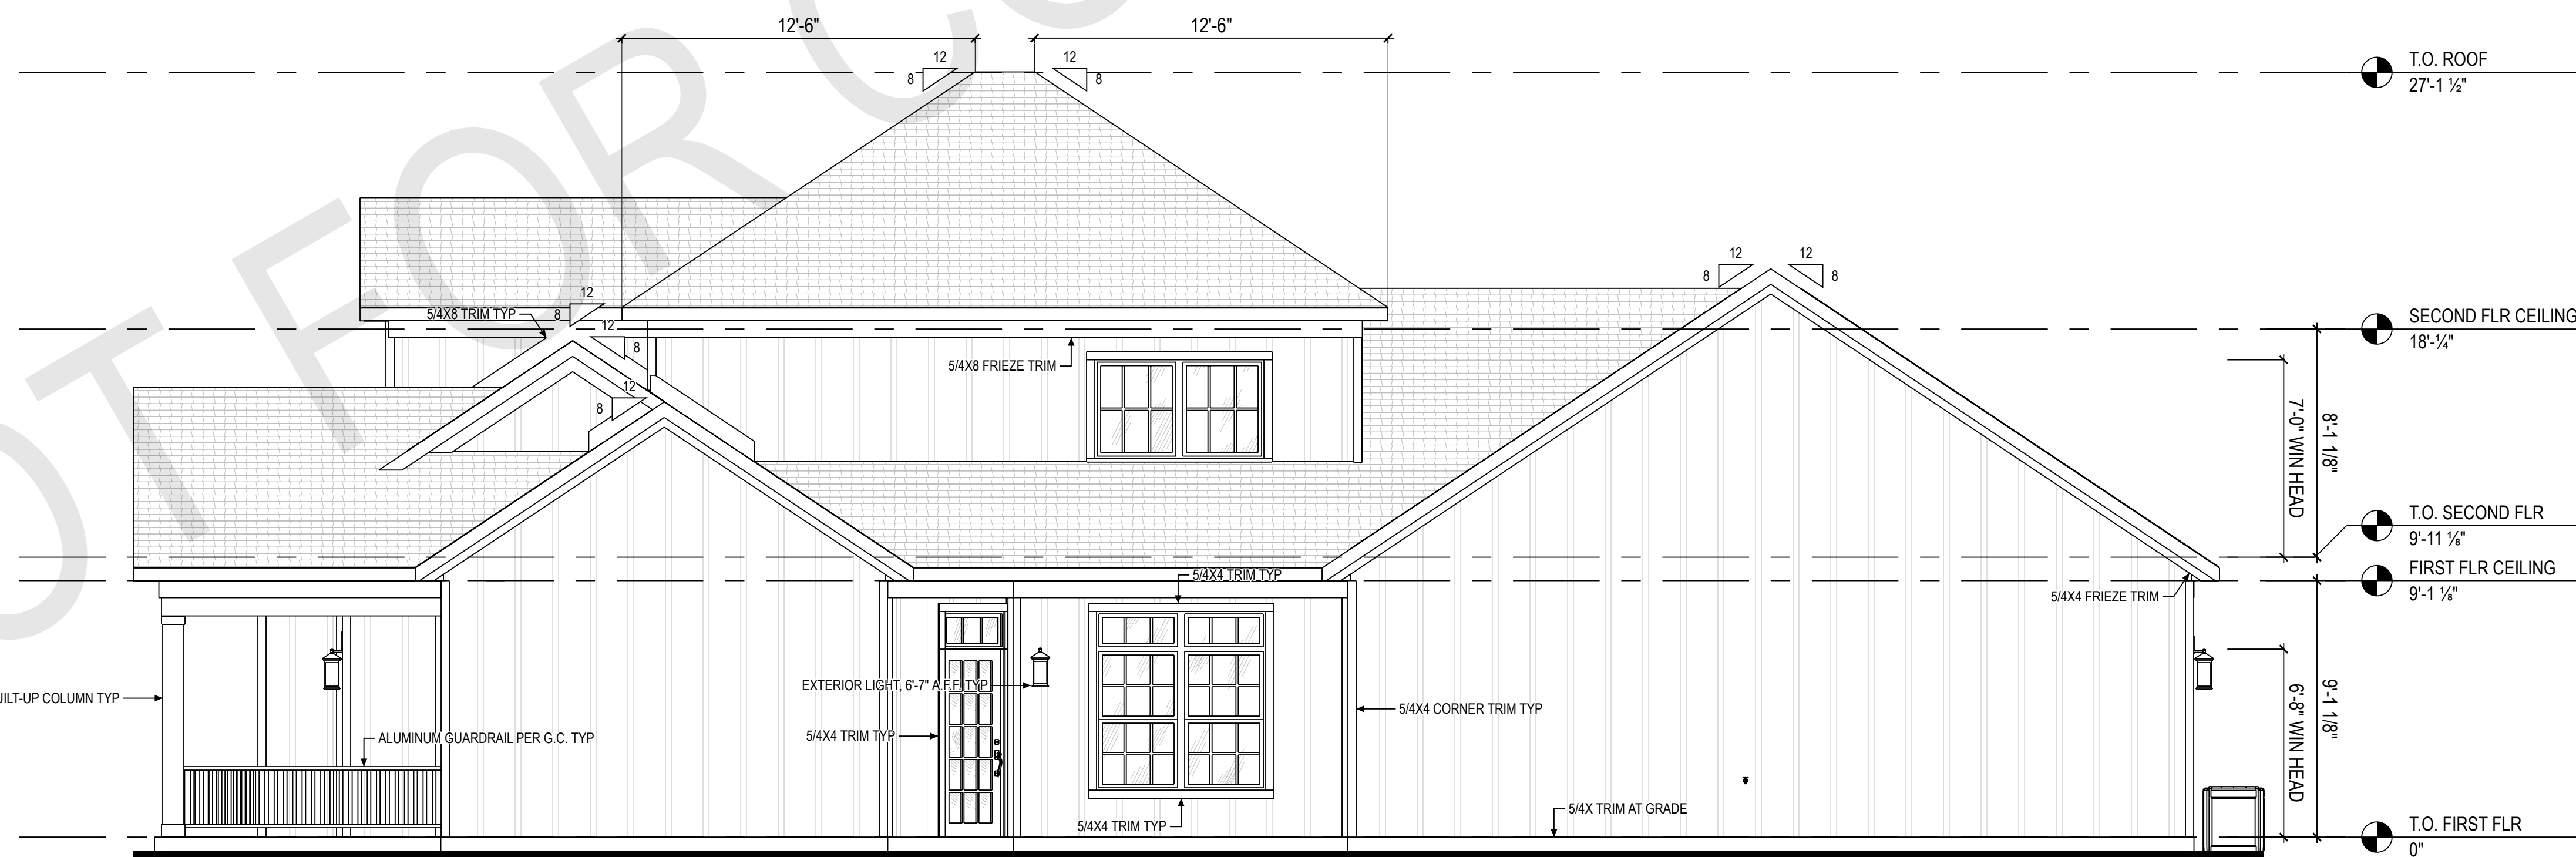 OT FOR CO
12'-6"
12'-6"
12
8
12
8
T.O. ROOF
27'-1 ½"
12
8
12
8
12
8
5/4X8 TRIM TYP
12
8
12
8
5/4X8 FRIEZE TRIM
SECOND FLR CEILING
18'-¼"
7'-0" WIN HEAD
8'-1 1/8"
T.O. SECOND FLR
9'-11 ⅛"
FIRST FLR CEILING
9'-1 ⅛"
5/4X4 TRIM TYP
5/4X4 FRIEZE TRIM
EXTERIOR LIGHT, 6'-7" A.F.F. TYP
UILT-UP COLUMN TYP
5/4X4 CORNER TRIM TYP
5/4X4 TRIM TYP
ALUMINUM GUARDRAIL PER G.C. TYP
6'-8" WIN HEAD
9'-1 1/8"
5/4X TRIM AT GRADE
5/4X4 TRIM TYP
T.O. FIRST FLR
0"